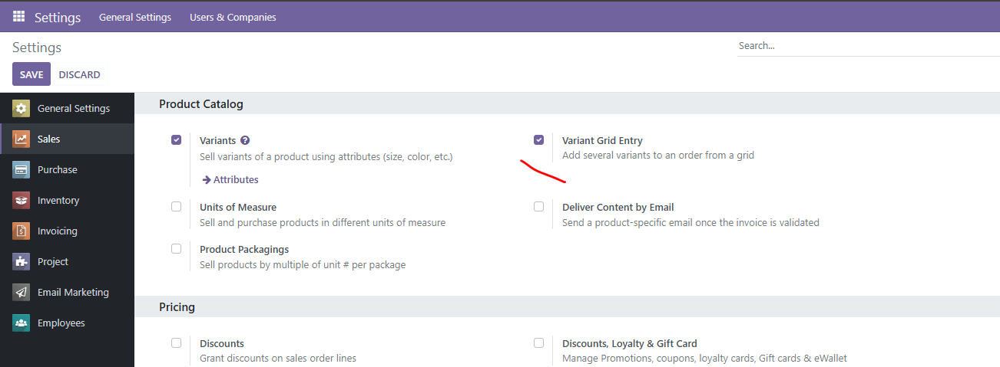 Settings General Settings Users & Companies
Settings
Search...
SAVE DISCARD
General Settings
Sales
Purchase
Inventory
Invoicing
Project
Email Marketing
Employees
Product Catalog
Variants ?
Sell variants of a product using attributes (size, color, etc.)
Attributes
Variant Grid Entry
Add several variants to an order from a grid
Units of Measure
Sell and purchase products in different units of measure
Deliver Content by Email
Send a product-specific email once the invoice is validated
Product Packagings
Sell products by multiple of unit # per package
Pricing
Discounts
Grant discounts on sales order lines
Discounts, Loyalty & Gift Card
Manage Promotions, coupons, loyalty cards, Gift cards & eWallet